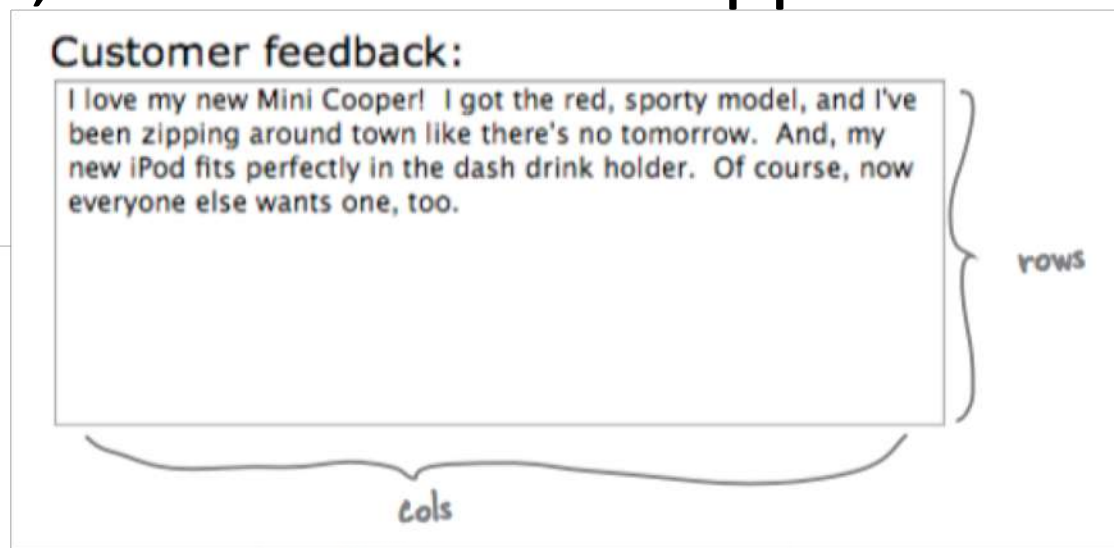 Customer feedback:
I love my new Mini Cooper!  I got the red, sporty model, and I've
been zipping around town like there's no tomorrow.  And, my
new iPod fits perfectly in the dash drink holder.  Of course, now
everyone else wants one, too.
rows
cols